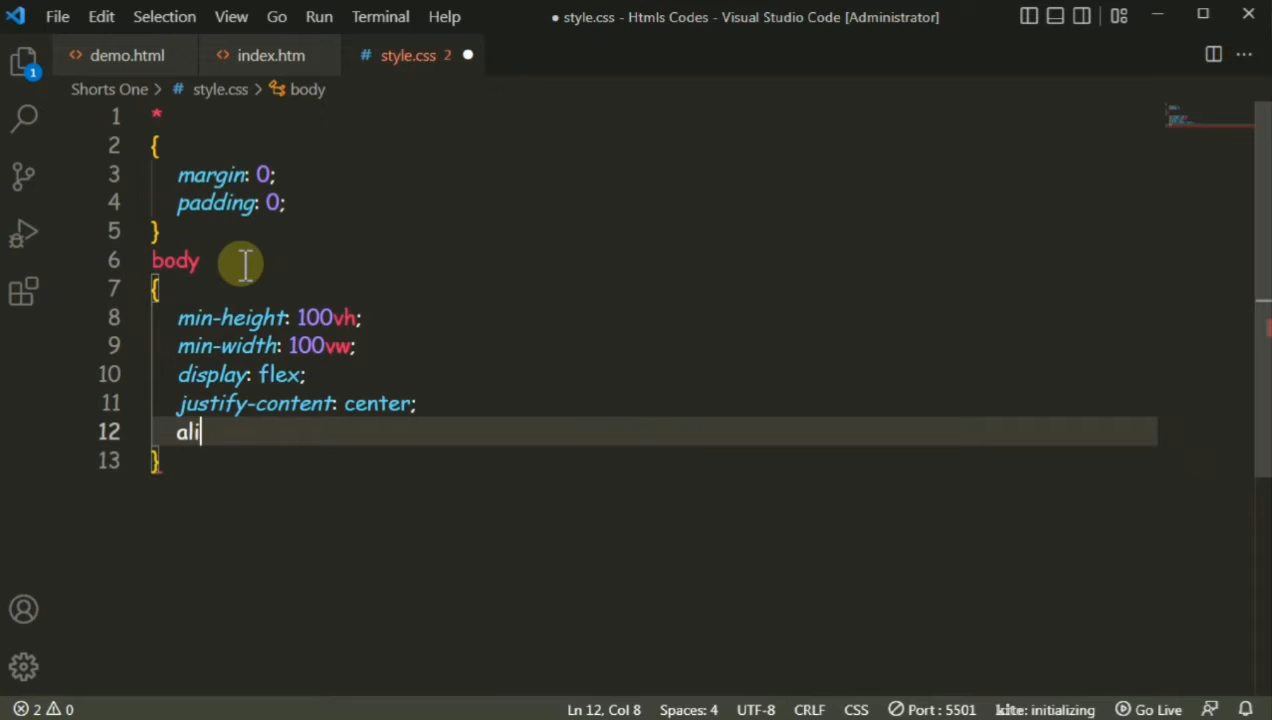 File Edit Selection View Go Run Terminal Help ● style.css - Htmls Codes - Visual Studio Code [Administrator]
<> demo.html <> index.htm # style.css 2 ●
Shorts One > # style.css > body
1 *
2 {
3 margin: 0;
4 padding: 0;
5 }
6 body
7 {
8 min-height: 100vh;
9 min-width: 100vw;
10 display: flex;
11 justify-content: center;
12 ali
13 }
1
2 0 Ln 12, Col 8 Spaces: 4 UTF-8 CRLF CSS Port : 5501 kite: initializing Go Live